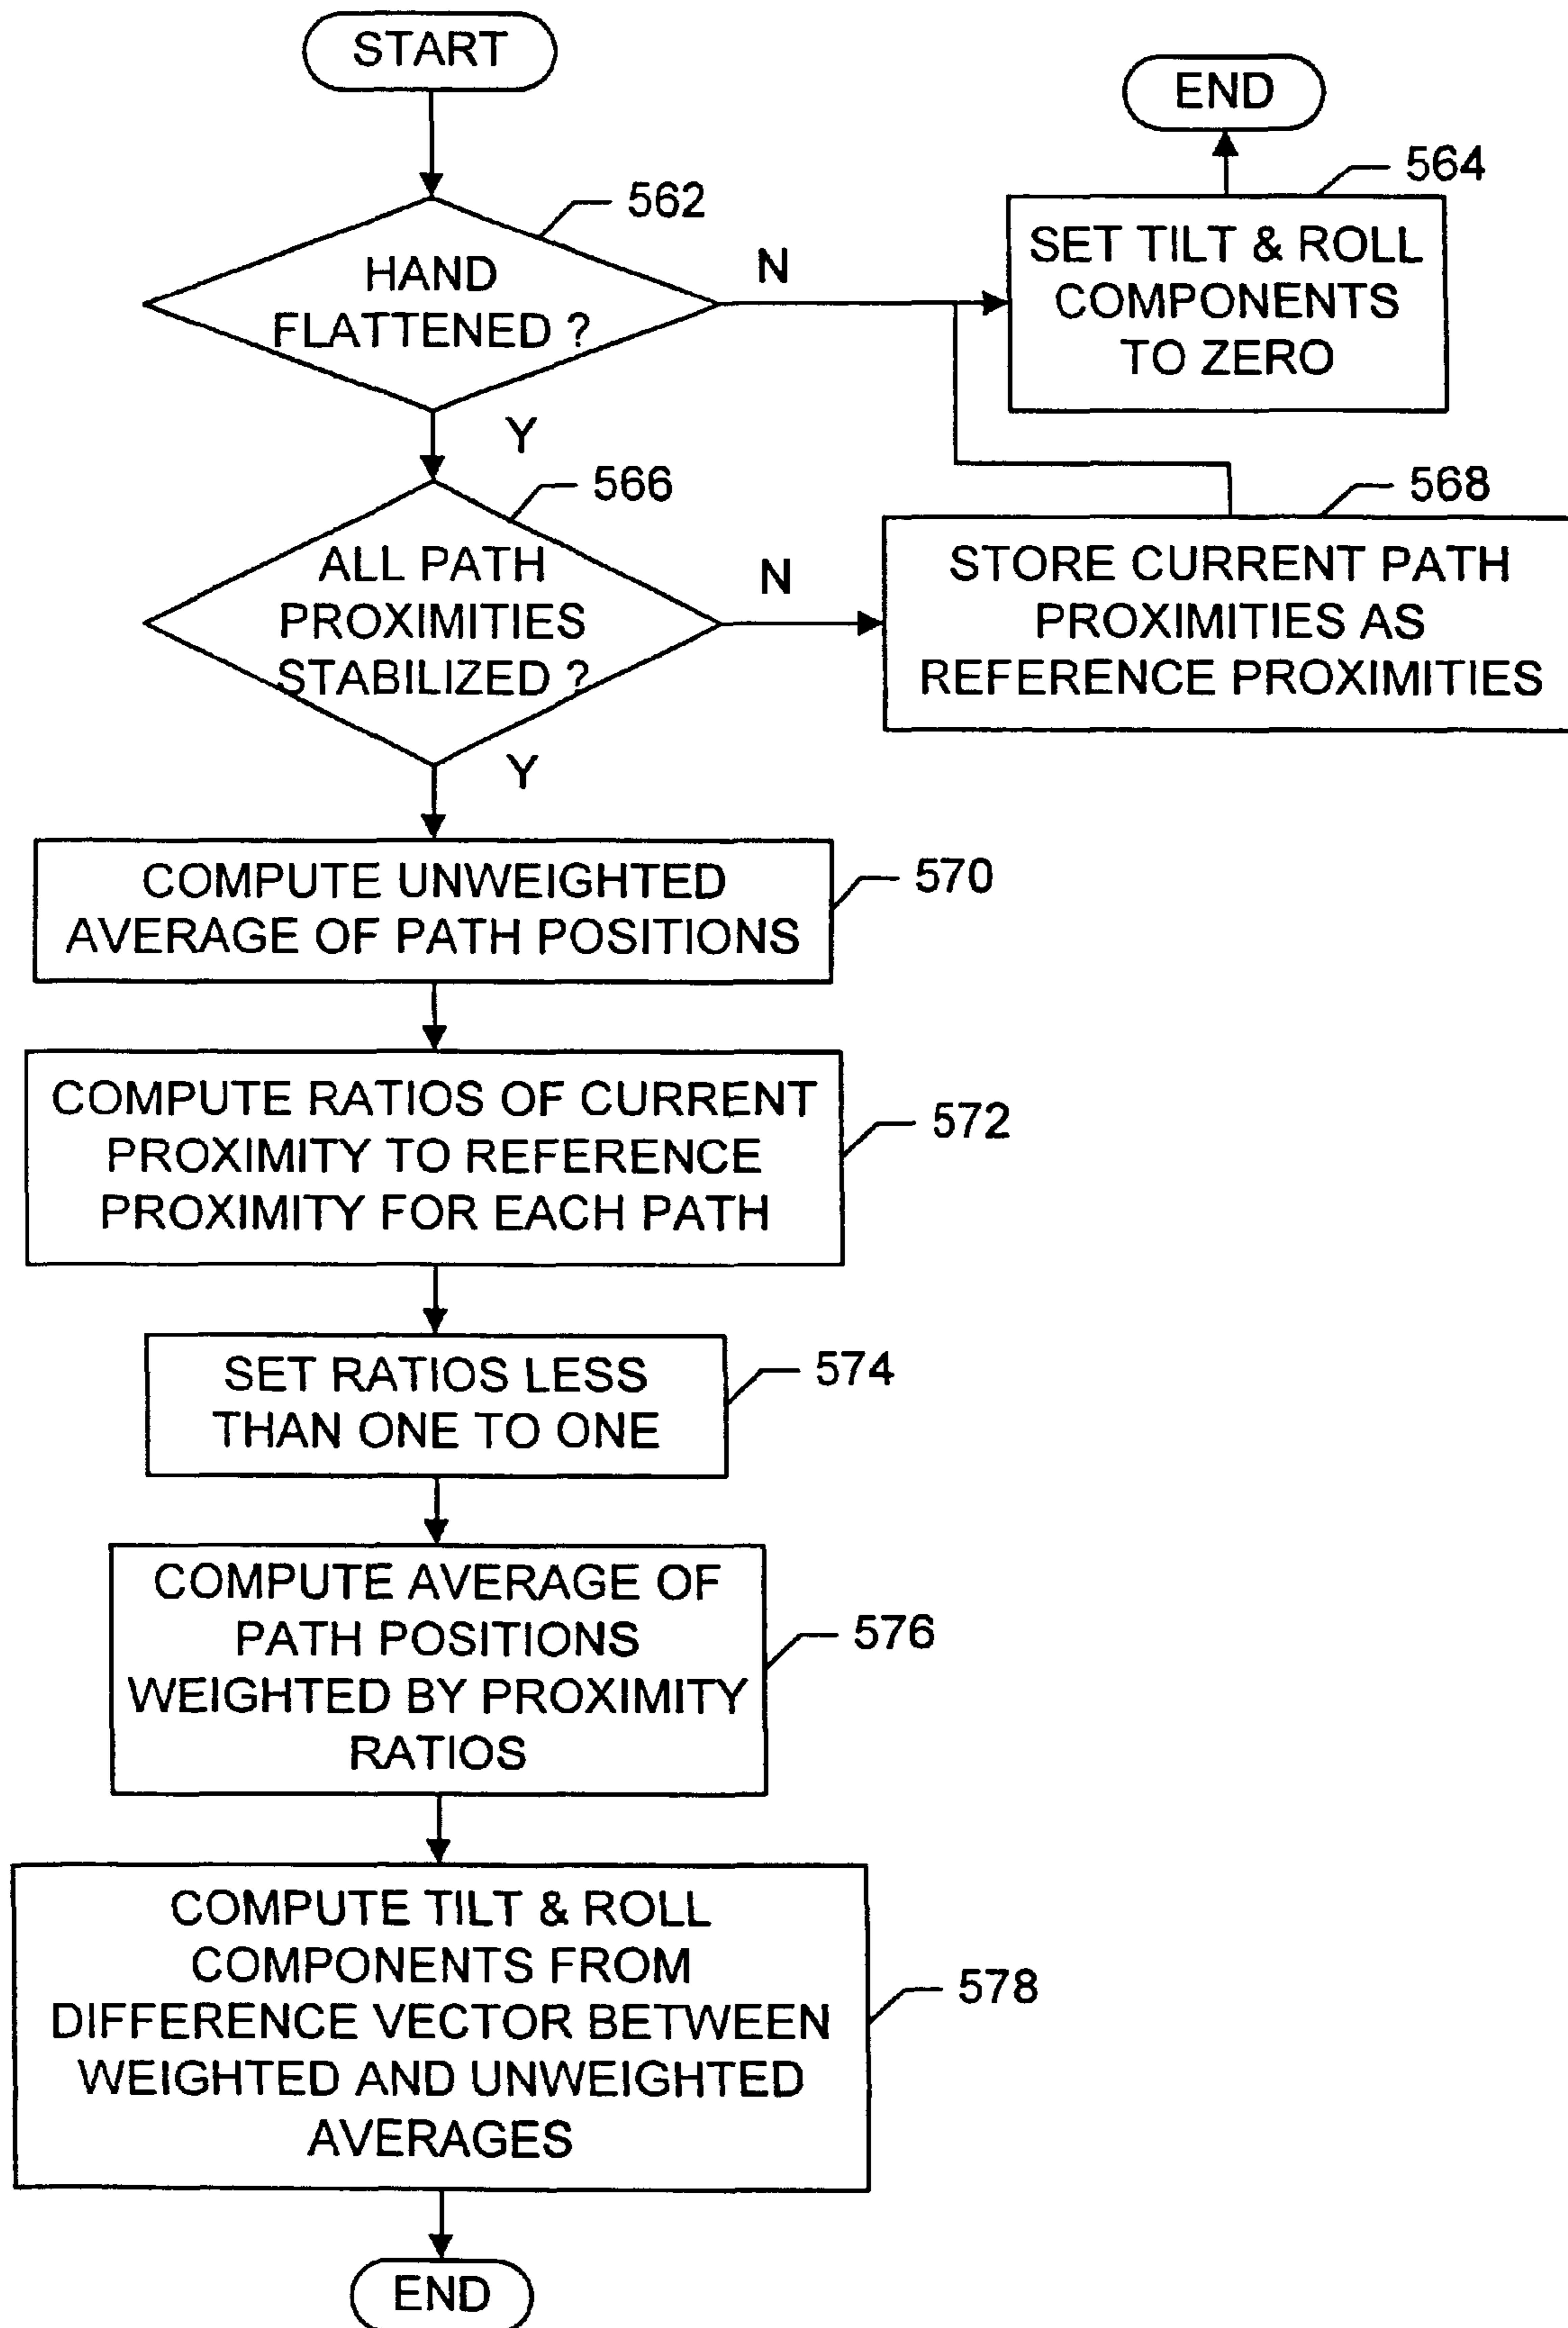 START
END
562
564
HAND
FLATTENED ?
N
SET TILT & ROLL
COMPONENTS
TO ZERO
Y
566
568
ALL PATH
PROXIMITIES
STABILIZED ?
N
STORE CURRENT PATH
PROXIMITIES AS
REFERENCE PROXIMITIES
Y
COMPUTE UNWEIGHTED
AVERAGE OF PATH POSITIONS
570
COMPUTE RATIOS OF CURRENT
PROXIMITY TO REFERENCE
PROXIMITY FOR EACH PATH
572
SET RATIOS LESS
THAN ONE TO ONE
574
COMPUTE AVERAGE OF
PATH POSITIONS
WEIGHTED BY PROXIMITY
RATIOS
576
COMPUTE TILT & ROLL
COMPONENTS FROM
DIFFERENCE VECTOR BETWEEN
WEIGHTED AND UNWEIGHTED
AVERAGES
578
END